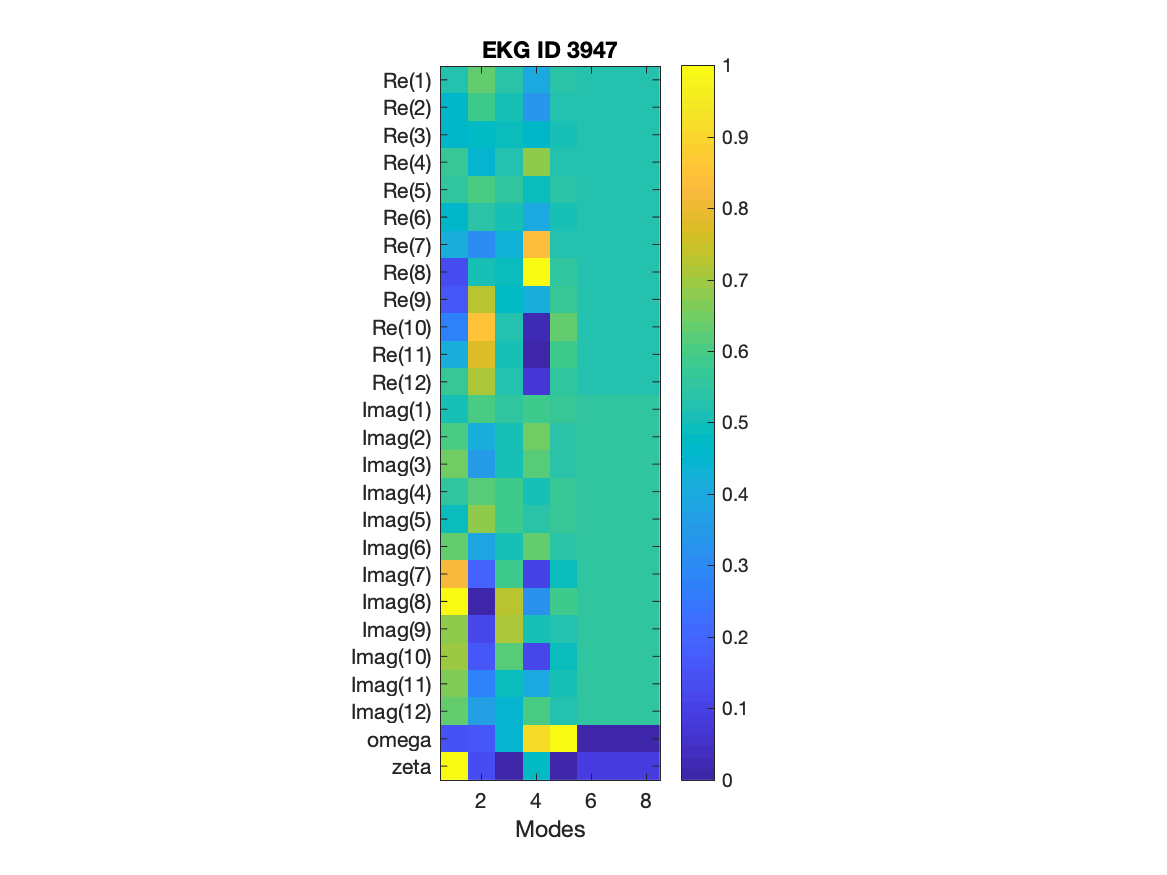 EKG ID 3947
Re(1)
Re(2)
Re(3)
Re(4)
Re(5)
Re(6)
Re(7)
Re(8)
Re(9)
Re(10)
Re(11)
Re(12)
Imag(1)
Imag(2)
Imag(3)
Imag(4)
Imag(5)
Imag(6)
Imag(7)
Imag(8)
Imag(9)
Imag(10)
Imag(11)
Imag(12)
omega
zeta
2 4 6 8
Modes
1
0.9
0.8
0.7
0.6
0.5
0.4
0.3
0.2
0.1
0